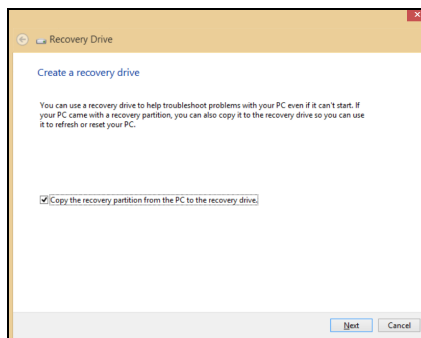 Recovery Drive
Create a recovery drive
You can use a recovery drive to help troubleshoot problems with your PC even if it can't start. If
your PC came with a recovery partition, you can also copy it to the recovery drive so you can use
it to refresh or reset your PC.
Copy the recovery partition from the PC to the recovery drive.
Next Cancel